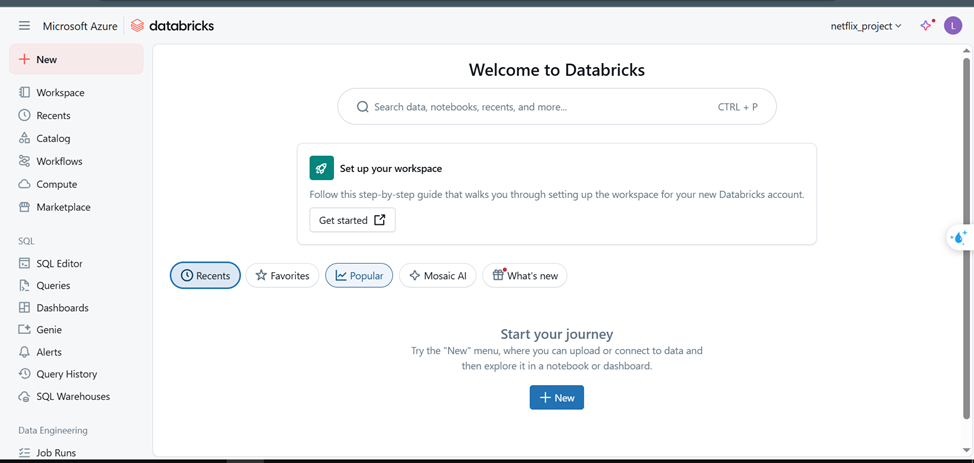 Microsoft Azure databricks
netflix_project
L
New
Workspace
Recents
Catalog
Workflows
Compute
Marketplace
SQL
SQL Editor
Queries
Dashboards
Genie
Alerts
Query History
SQL Warehouses
Data Engineering
Job Runs
Welcome to Databricks
Search data, notebooks, recents, and more... CTRL + P
Set up your workspace
Follow this step-by-step guide that walks you through setting up the workspace for your new Databricks account.
Get started
Recents Favorites Popular Mosaic AI What's new
Start your journey
Try the "New" menu, where you can upload or connect to data and
then explore it in a notebook or dashboard.
New